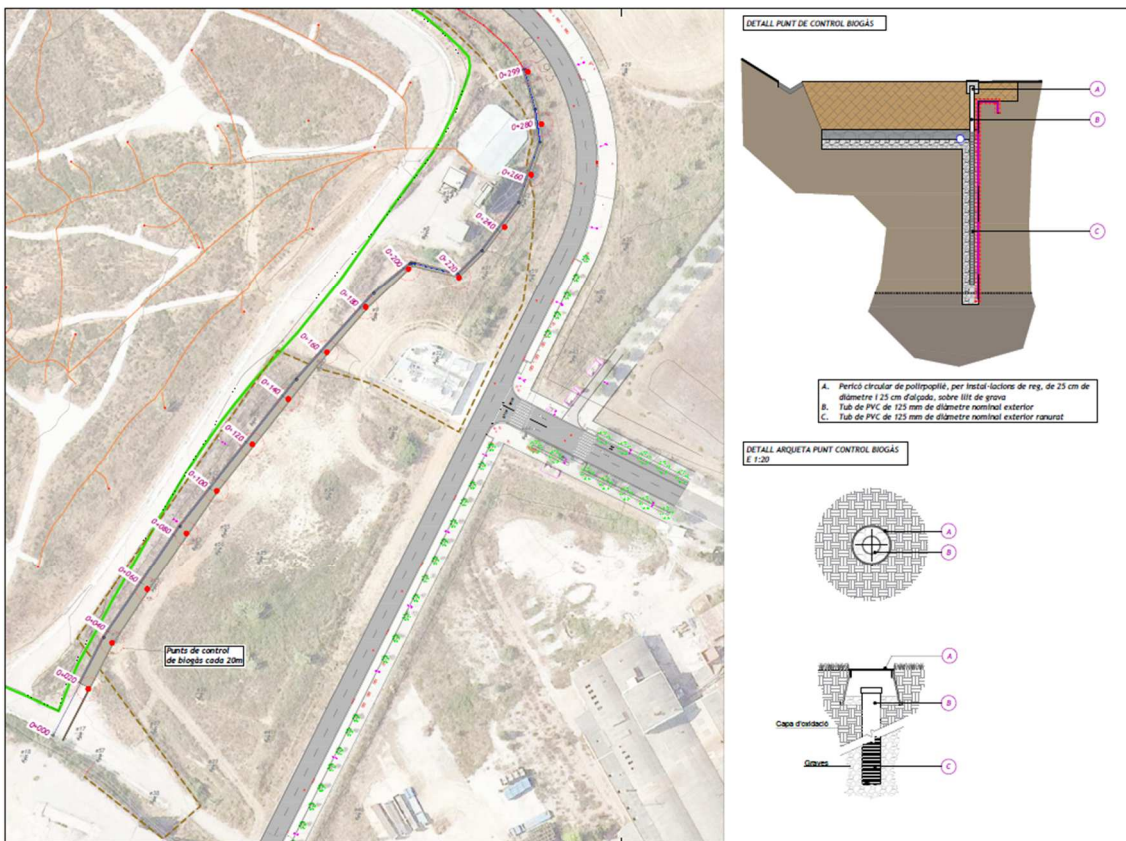 0+299
0+280
0+260
0+240
0+220
0+200
0+180
0+160
0+140
0+120
0+100
0+080
0+060
0+040
0+020
0+000
Punts de control
de biogàs cada 20m
DETALL PUNT DE CONTROL BIOGÀS
A
B
C
A. Pericó circular de polirpopilè, per instal·lacions de reg, de 25 cm de
diàmetre i 25 cm d'alçada, sobre llit de grava
B. Tub de PVC de 125 mm de diàmetre nominal exterior
C. Tub de PVC de 125 mm de diàmetre nominal exterior ranurat
DETALL ARQUETA PUNT CONTROL BIOGÀS
E 1:20
A
B
A
B
Capa d'oxidació
Graves
C